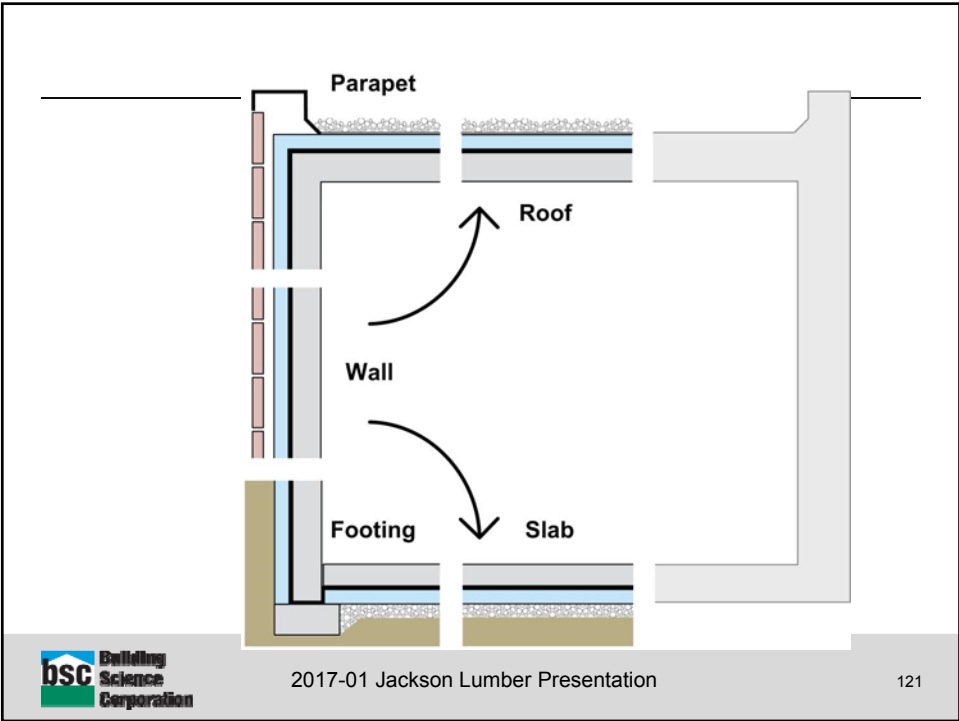 Parapet
Roof
Wall
Footing
Slab
bsc
Building
Science
Corporation
2017-01 Jackson Lumber Presentation
121